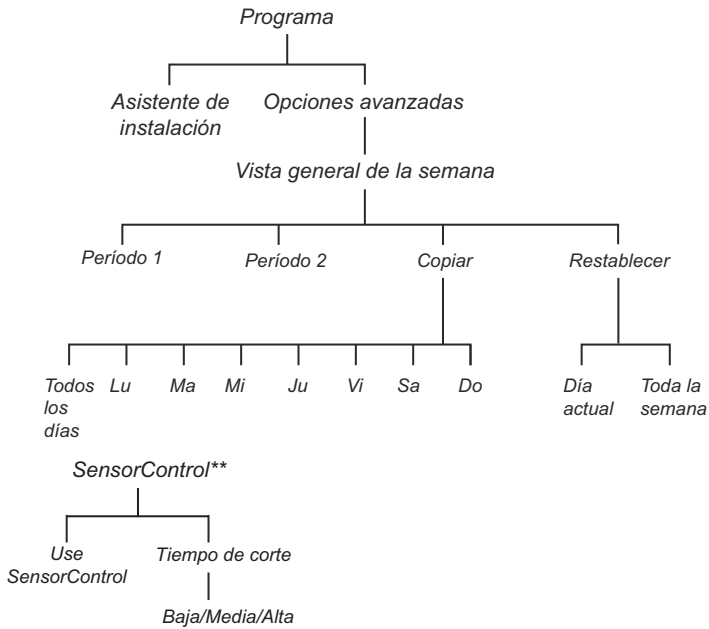 Programa
Asistente de
instalación
Opciones avanzadas
Vista general de la semana
Período 1
Período 2
Copiar
Restablecer
Todos
los
días
Lu
Ma
Mi
Ju
Vi
Sa
Do
Día
actual
Toda la
semana
SensorControl**
Use
SensorControl
Tiempo de corte
Baja/Media/Alta